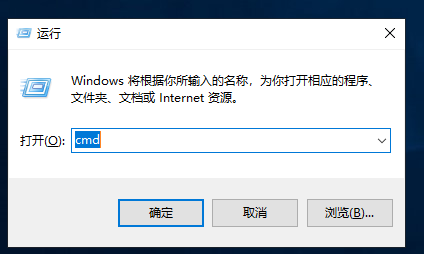 运行
Windows 将根据你所输入的名称，为你打开相应的程序、
文件夹、文档或 Internet 资源。
打开(O): cmd
确定 取消 浏览(B)...